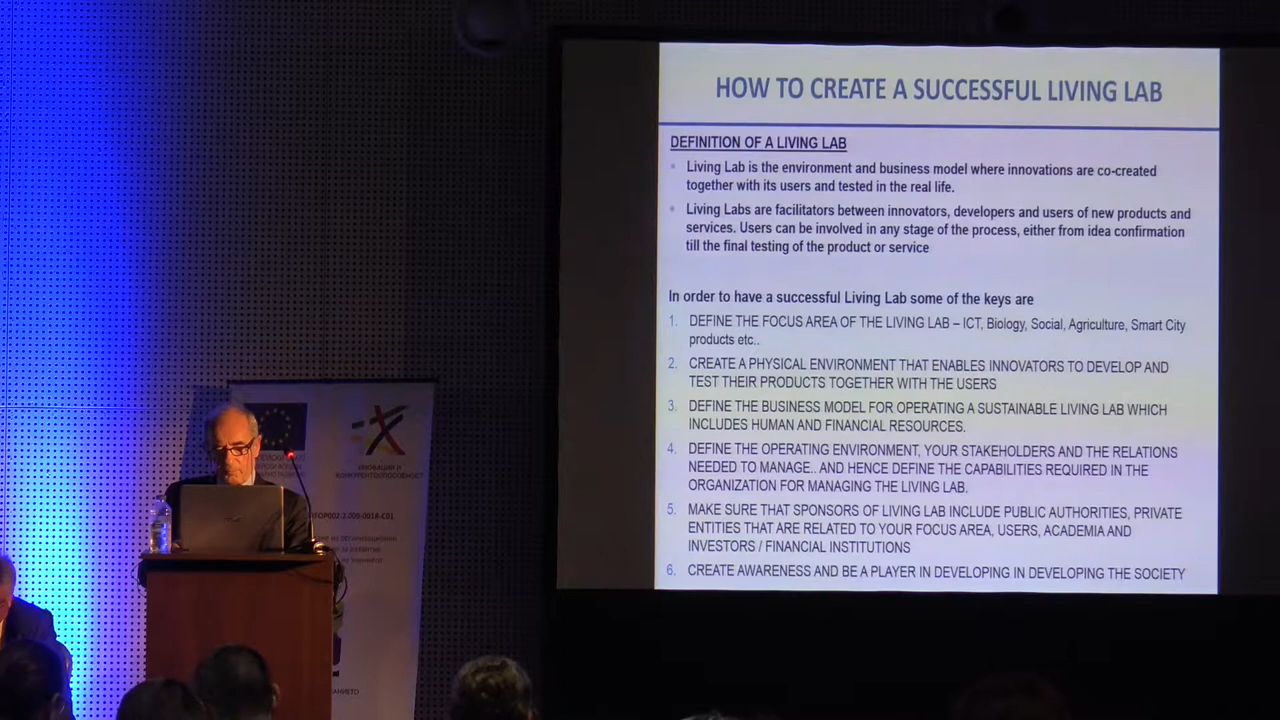 HOW TO CREATE A SUCCESSFUL LIVING LAB
DEFINITION OF A LIVING LAB
Living Lab is the environment and business model where innovations are co-created
together with its users and tested in the real life.
Living Labs are facilitators between innovators, developers and users of new products and
services. Users can be involved in any stage of the process, either from idea confirmation
till the final testing of the product or service
In order to have a successful Living Lab some of the keys are
1. DEFINE THE FOCUS AREA OF THE LIVING LAB – ICT, Biology, Social, Agriculture, Smart City
products etc..
2. CREATE A PHYSICAL ENVIRONMENT THAT ENABLES INNOVATORS TO DEVELOP AND
TEST THEIR PRODUCTS TOGETHER WITH THE USERS
3. DEFINE THE BUSINESS MODEL FOR OPERATING A SUSTAINABLE LIVING LAB WHICH
INCLUDES HUMAN AND FINANCIAL RESOURCES.
4. DEFINE THE OPERATING ENVIRONMENT, YOUR STAKEHOLDERS AND THE RELATIONS
NEEDED TO MANAGE.. AND HENCE DEFINE THE CAPABILITIES REQUIRED IN THE
ORGANIZATION FOR MANAGING THE LIVING LAB.
5. MAKE SURE THAT SPONSORS OF LIVING LAB INCLUDE PUBLIC AUTHORITIES, PRIVATE
ENTITIES THAT ARE RELATED TO YOUR FOCUS AREA, USERS, ACADEMIA AND
INVESTORS / FINANCIAL INSTITUTIONS
6. CREATE AWARENESS AND BE A PLAYER IN DEVELOPING IN DEVELOPING THE SOCIETY
ИНОВАЦИИ И
КОНКУРЕНТОСПОСОБНОСТ